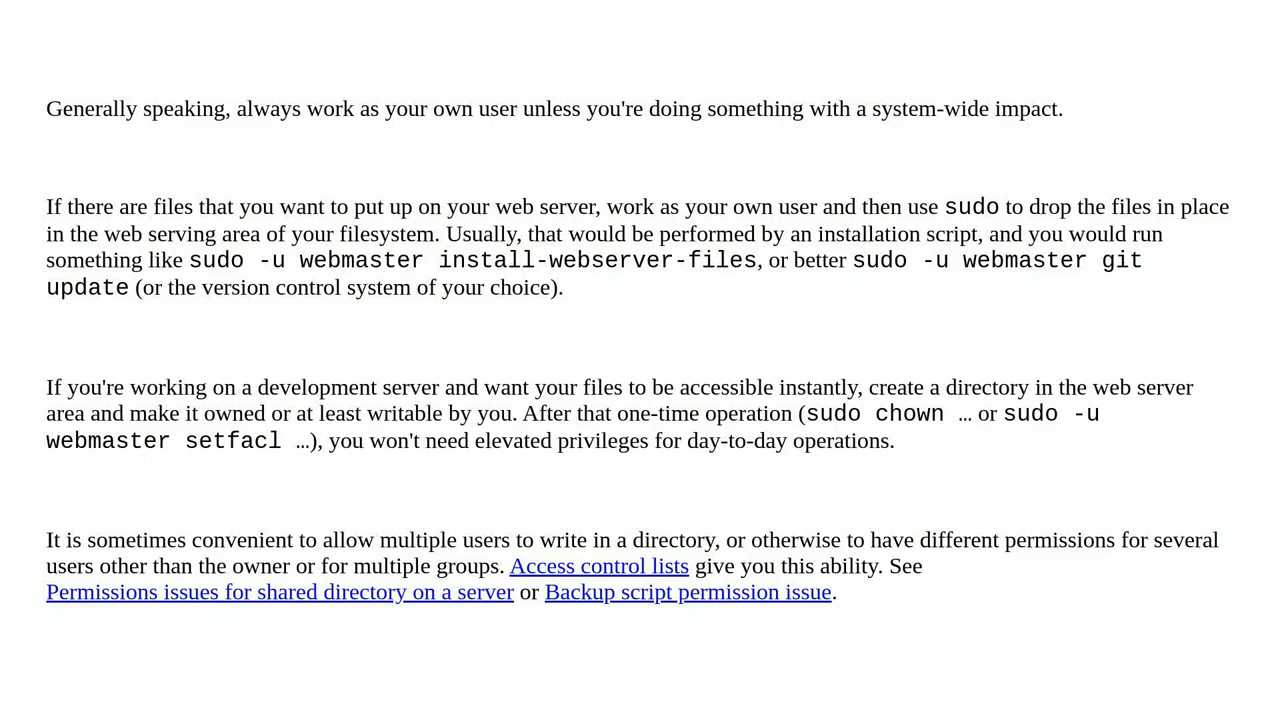 Generally speaking, always work as your own user unless you're doing something with a system-wide impact.
If there are files that you want to put up on your web server, work as your own user and then use sudo to drop the files in place
in the web serving area of your filesystem. Usually, that would be performed by an installation script, and you would run
something like sudo -u webmaster install-webserver-files, or better sudo -u webmaster git
update (or the version control system of your choice).
If you're working on a development server and want your files to be accessible instantly, create a directory in the web server
area and make it owned or at least writable by you. After that one-time operation (sudo chown … or sudo -u
webmaster setfacl …), you won't need elevated privileges for day-to-day operations.
It is sometimes convenient to allow multiple users to write in a directory, or otherwise to have different permissions for several
users other than the owner or for multiple groups. Access control lists give you this ability. See
Permissions issues for shared directory on a server or Backup script permission issue.